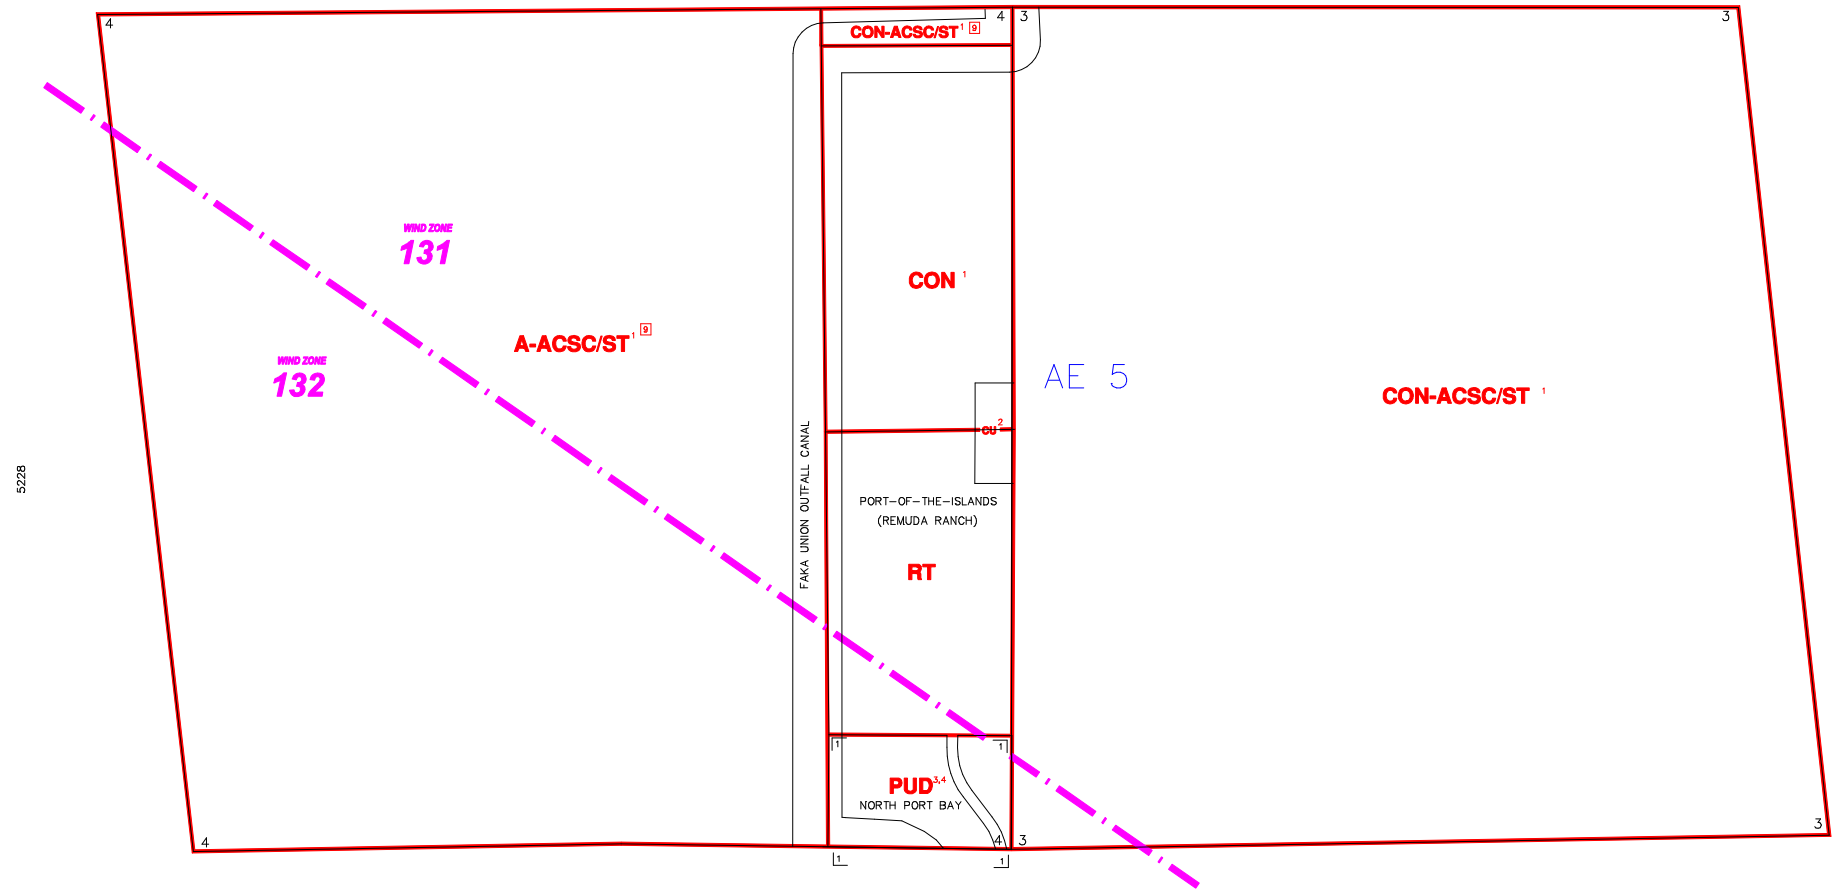 4
4 3
3
CON-ACSC/ST 1 9
WIND ZONE
131
CON 1
A-ACSC/ST 1 9
WIND ZONE
132
AE 5
CON-ACSC/ST 1
CU 2
5228
FAKA UNION OUTFALL CANAL
PORT-OF-THE-ISLANDS
(REMUDA RANCH)
RT
1 1
PUD 3,4
NORTH PORT BAY
4
4 3
3
1 1